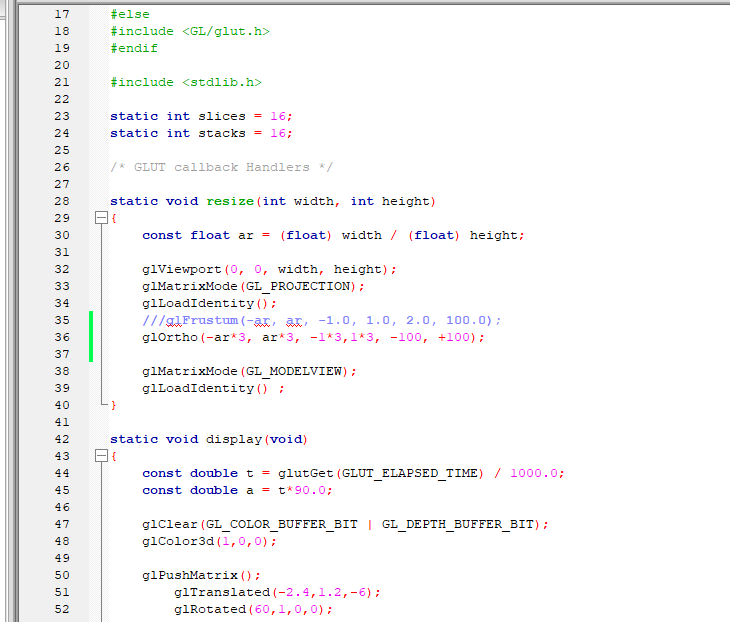 17 #else
18 #include <GL/glut.h>
19 #endif
20
21 #include <stdlib.h>
22
23 static int slices = 16;
24 static int stacks = 16;
25
26 /* GLUT callback Handlers */
27
28 static void resize(int width, int height)
29 {
30 const float ar = (float) width / (float) height;
31
32 glViewport(0, 0, width, height);
33 glMatrixMode(GL_PROJECTION);
34 glLoadIdentity();
35 ///glFrustum(-ar, ar, -1.0, 1.0, 2.0, 100.0);
36 glOrtho(-ar*3, ar*3, -1*3,1*3, -100, +100);
37
38 glMatrixMode(GL_MODELVIEW);
39 glLoadIdentity() ;
40 }
41
42 static void display(void)
43 {
44 const double t = glutGet(GLUT_ELAPSED_TIME) / 1000.0;
45 const double a = t*90.0;
46
47 glClear(GL_COLOR_BUFFER_BIT | GL_DEPTH_BUFFER_BIT);
48 glColor3d(1,0,0);
49
50 glPushMatrix();
51 glTranslated(-2.4,1.2,-6);
52 glRotated(60,1,0,0);